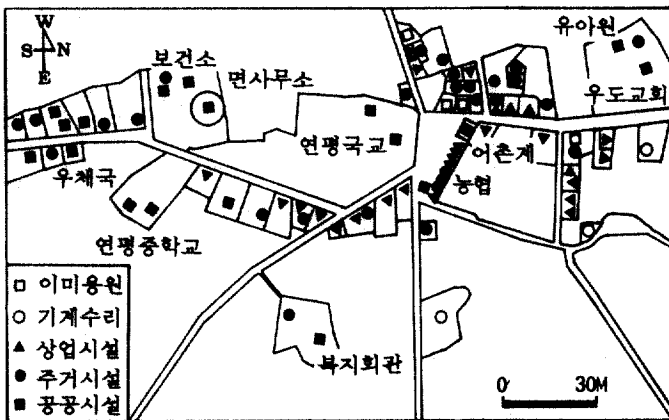 W
S N
E
유아원
보건소
면사무소
우도교회
연평국교
어촌계
농협
우체국
연평중학교
복지회관
□ 이미용원
○ 기계수리
▲ 상업시설
● 주거시설
■ 공공시설
0 30M